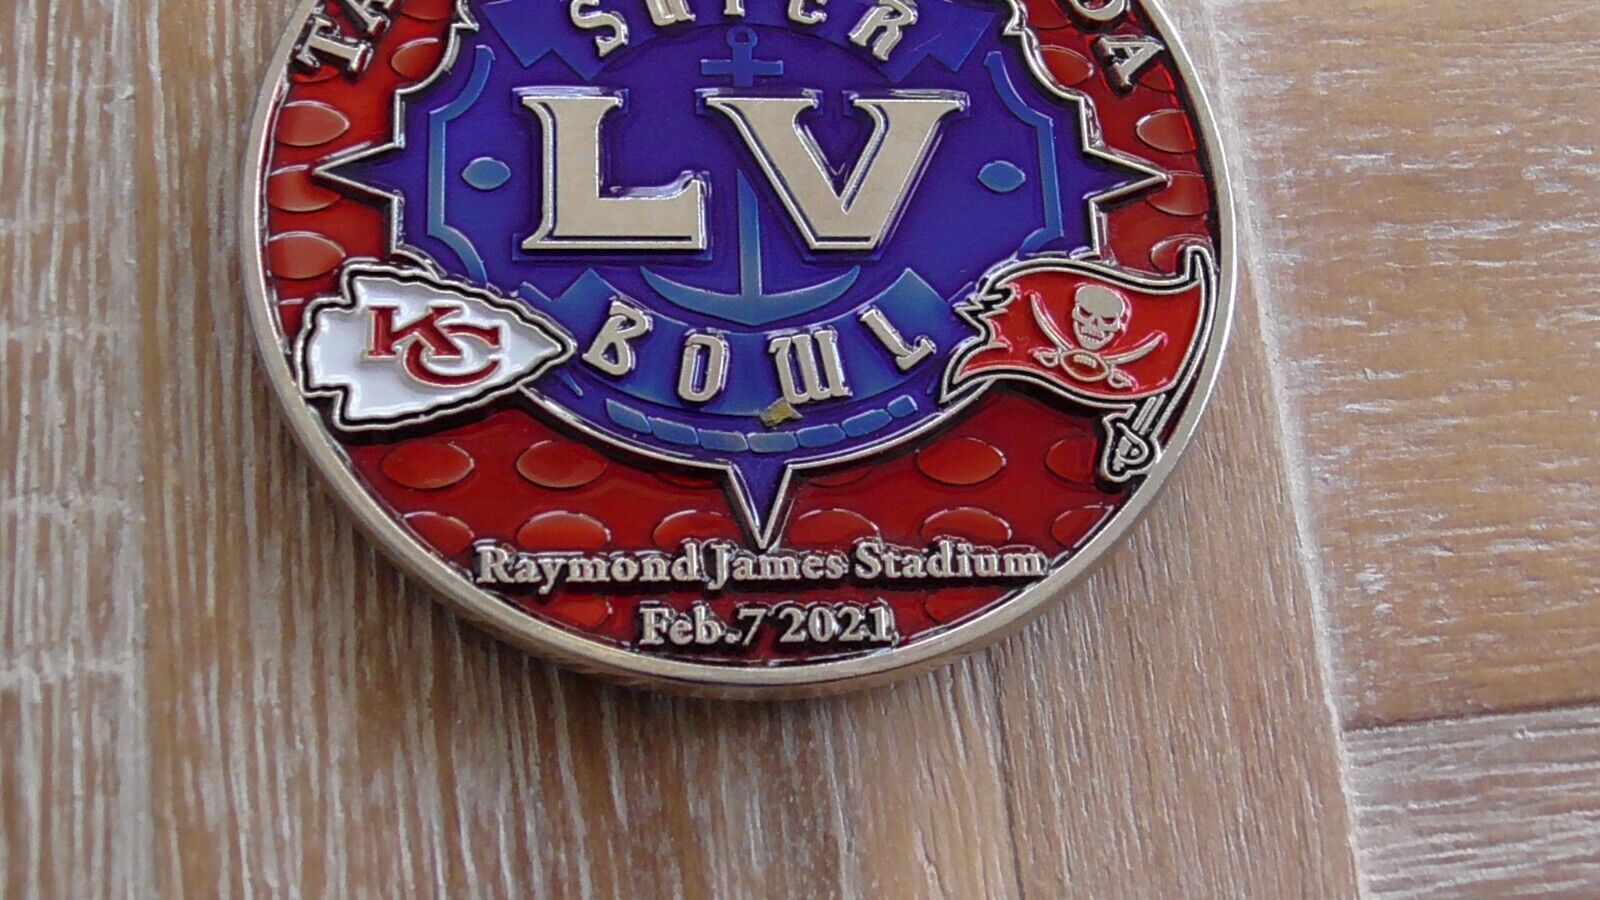 SUPER
LV
KC
BOWL
Raymond James Stadium
Feb.7 2021